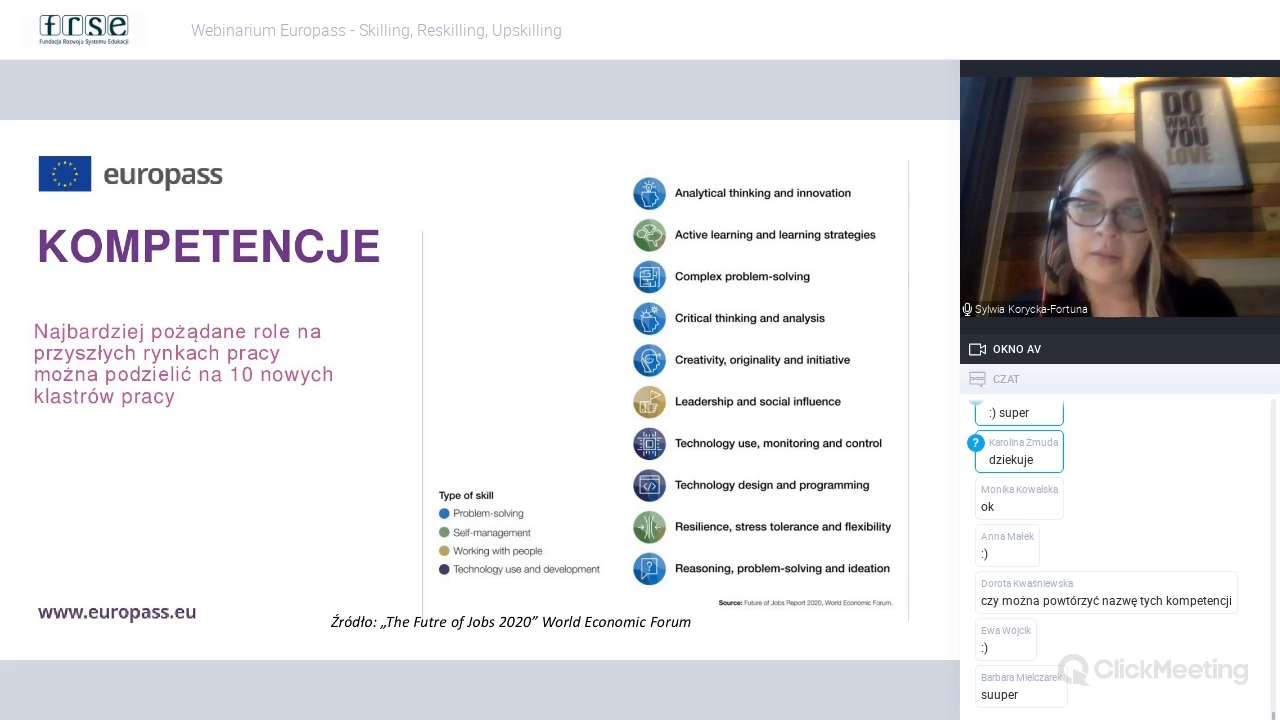 frse
Fundacja Rozwoju Systemu Edukacji
Webinarium Europass - Skilling, Reskilling, Upskilling
europass
KOMPETENCJE
Najbardziej pożądane role na
przyszłych rynkach pracy
można podzielić na 10 nowych
klastrów pracy
www.europass.eu
Type of skill
Problem-solving
Self-management
Working with people
Technology use and development
Analytical thinking and innovation
Active learning and learning strategies
Complex problem-solving
Critical thinking and analysis
Creativity, originality and initiative
Leadership and social influence
Technology use, monitoring and control
Technology design and programming
Resilience, stress tolerance and flexibility
Reasoning, problem-solving and ideation
Source: Future of Jobs Report 2020, World Economic Forum.
Źródło: „The Futre of Jobs 2020” World Economic Forum
DO
WHAT
YOU
LOVE
Sylwia Korycka-Fortuna
OKNO AV
CZAT
:) super
?
Karolina Zmuda
dziekuje
Monika Kowalska
ok
Anna Małek
:)
Dorota Kwaśniewska
czy można powtórzyć nazwę tych kompetencji
Ewa Wójcik
:)
Barbara Mielczarek
suuper
ClickMeeting